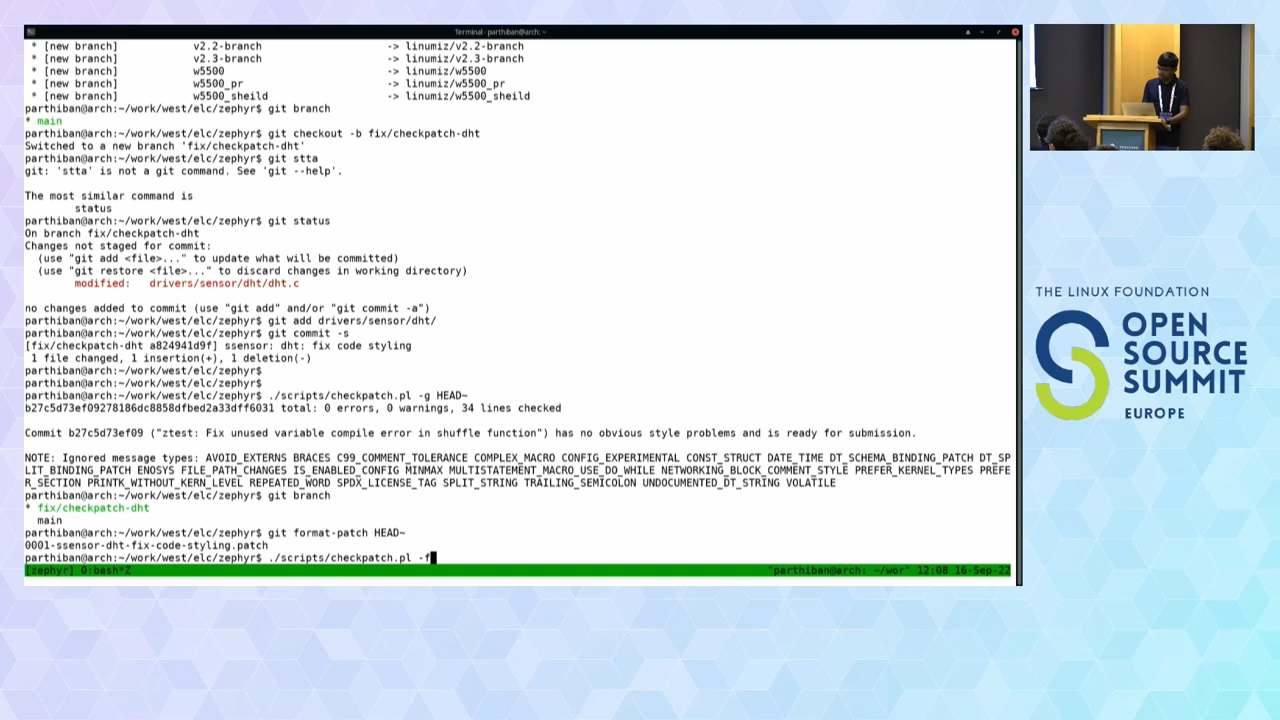 Terminal - parthiban@arch: ~
* [new branch] v2.2-branch -> linumiz/v2.2-branch
* [new branch] v2.3-branch -> linumiz/v2.3-branch
* [new branch] w5500 -> linumiz/w5500
* [new branch] w5500_pr -> linumiz/w5500_pr
* [new branch] w5500_sheild -> linumiz/w5500_sheild
parthiban@arch:~/work/west/elc/zephyr$ git branch
* main
parthiban@arch:~/work/west/elc/zephyr$ git checkout -b fix/checkpatch-dht
Switched to a new branch 'fix/checkpatch-dht'
parthiban@arch:~/work/west/elc/zephyr$ git stta
git: 'stta' is not a git command. See 'git --help'.
The most similar command is
status
parthiban@arch:~/work/west/elc/zephyr$ git status
On branch fix/checkpatch-dht
Changes not staged for commit:
(use "git add <file>..." to update what will be committed)
(use "git restore <file>..." to discard changes in working directory)
modified: drivers/sensor/dht/dht.c
no changes added to commit (use "git add" and/or "git commit -a")
parthiban@arch:~/work/west/elc/zephyr$ git add drivers/sensor/dht/
parthiban@arch:~/work/west/elc/zephyr$ git commit -s
[fix/checkpatch-dht a824941d9f] ssensor: dht: fix code styling
1 file changed, 1 insertion(+), 1 deletion(-)
parthiban@arch:~/work/west/elc/zephyr$
parthiban@arch:~/work/west/elc/zephyr$
parthiban@arch:~/work/west/elc/zephyr$ ./scripts/checkpatch.pl -g HEAD~
b27c5d73ef09278186dc8858dfbed2a33dff6031 total: 0 errors, 0 warnings, 34 lines checked
Commit b27c5d73ef09 ("ztest: Fix unused variable compile error in shuffle function") has no obvious style problems and is ready for submission.
NOTE: Ignored message types: AVOID_EXTERNS BRACES C99_COMMENT_TOLERANCE COMPLEX_MACRO CONFIG_EXPERIMENTAL CONST_STRUCT DATE_TIME DT_SCHEMA_BINDING_PATCH DT_SP
LIT_BINDING_PATCH ENOSYS FILE_PATH_CHANGES IS_ENABLED_CONFIG MINMAX MULTISTATEMENT_MACRO_USE_DO_WHILE NETWORKING_BLOCK_COMMENT_STYLE PREFER_KERNEL_TYPES PREFE
R_SECTION PRINTK_WITHOUT_KERN_LEVEL REPEATED_WORD SPDX_LICENSE_TAG SPLIT_STRING TRAILING_SEMICOLON UNDOCUMENTED_DT_STRING VOLATILE
parthiban@arch:~/work/west/elc/zephyr$ git branch
* fix/checkpatch-dht
main
parthiban@arch:~/work/west/elc/zephyr$ git format-patch HEAD~
0001-ssensor-dht-fix-code-styling.patch
parthiban@arch:~/work/west/elc/zephyr$ ./scripts/checkpatch.pl -f
[zephyr] 0:bash*Z "parthiban@arch: ~/wor" 12:08 16-Sep-22
THE LINUX FOUNDATION
OPEN
SOURCE
SUMMIT
EUROPE